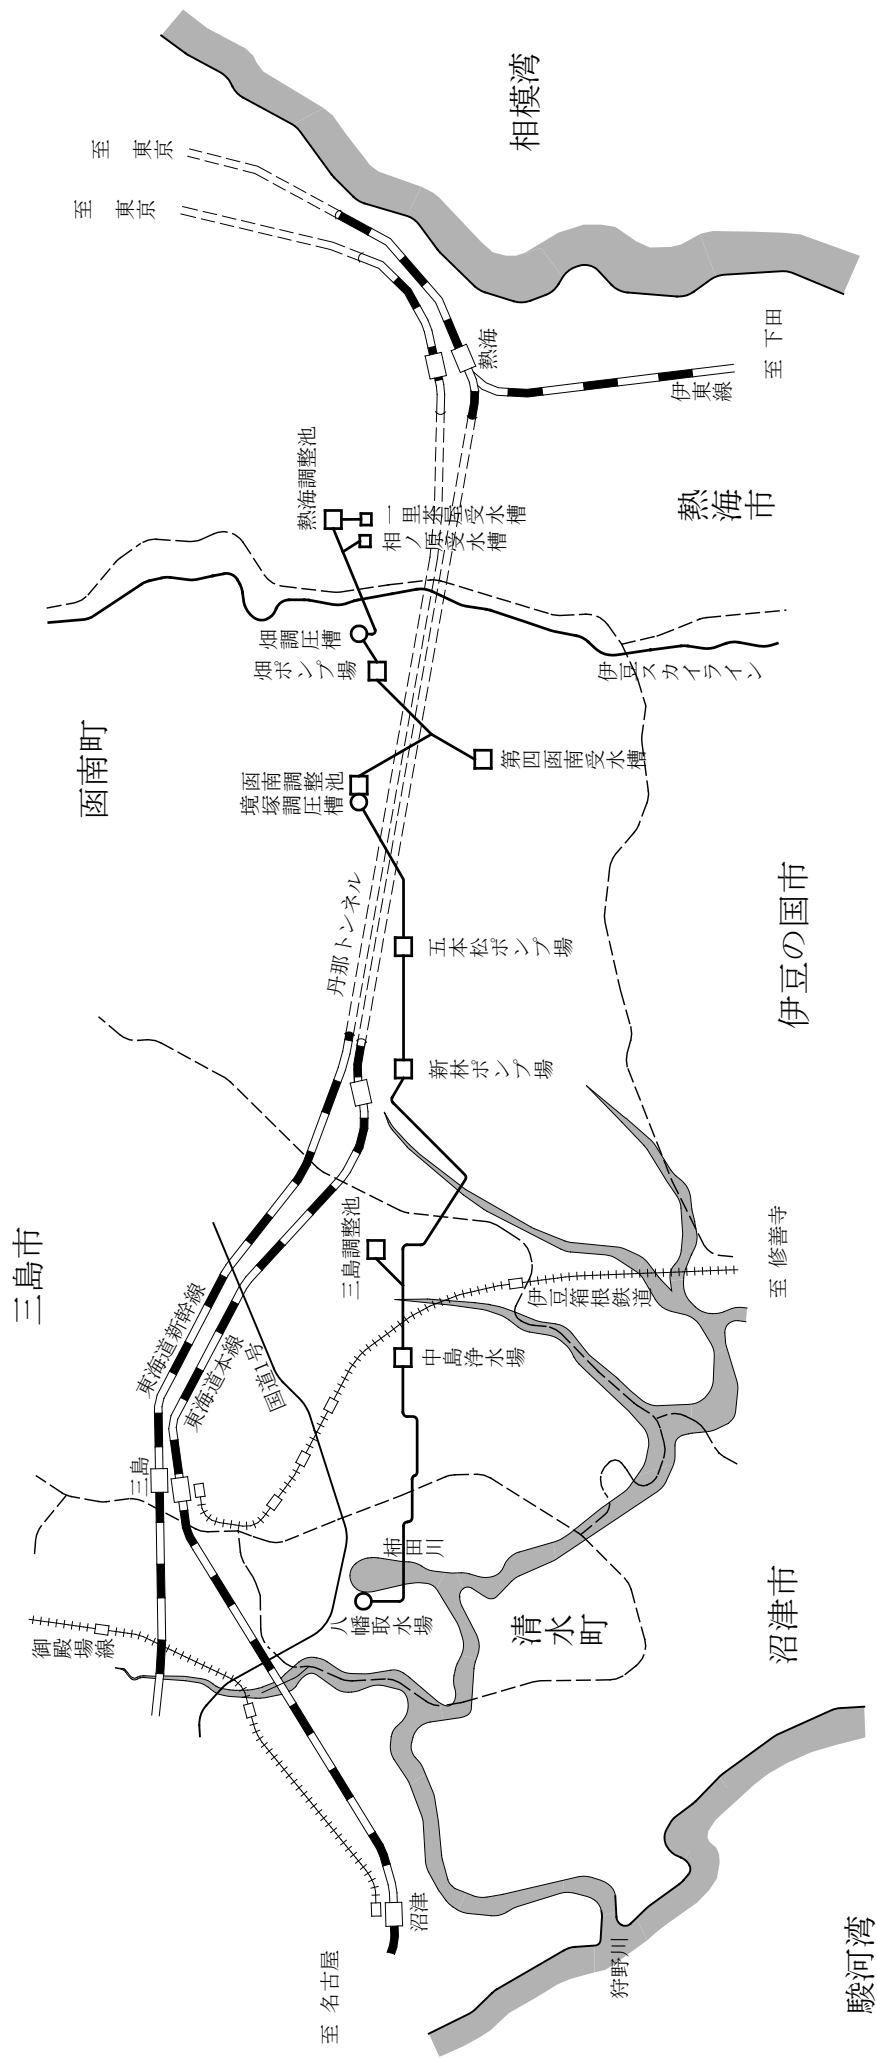 三島市
函南町
至 東京
至 東京
相模湾
御殿場線
三島
東海道新幹線
東海道本線
国道1号
丹那トンネル
境塚調圧槽
函南調整池
畑ポンプ場
畑調圧槽
熱海調整池
一里茶屋受水槽
相ノ原受水槽
熱海
伊東線
至 下田
熱海市
伊豆スカイライン
第四函南受水槽
五本松ポンプ場
新林ポンプ場
三島調整池
中島浄水場
伊豆箱根鉄道
至 修善寺
伊豆の国市
柿田川
八幡取水場
清水町
沼津市
沼津
至 名古屋
狩野川
駿河湾